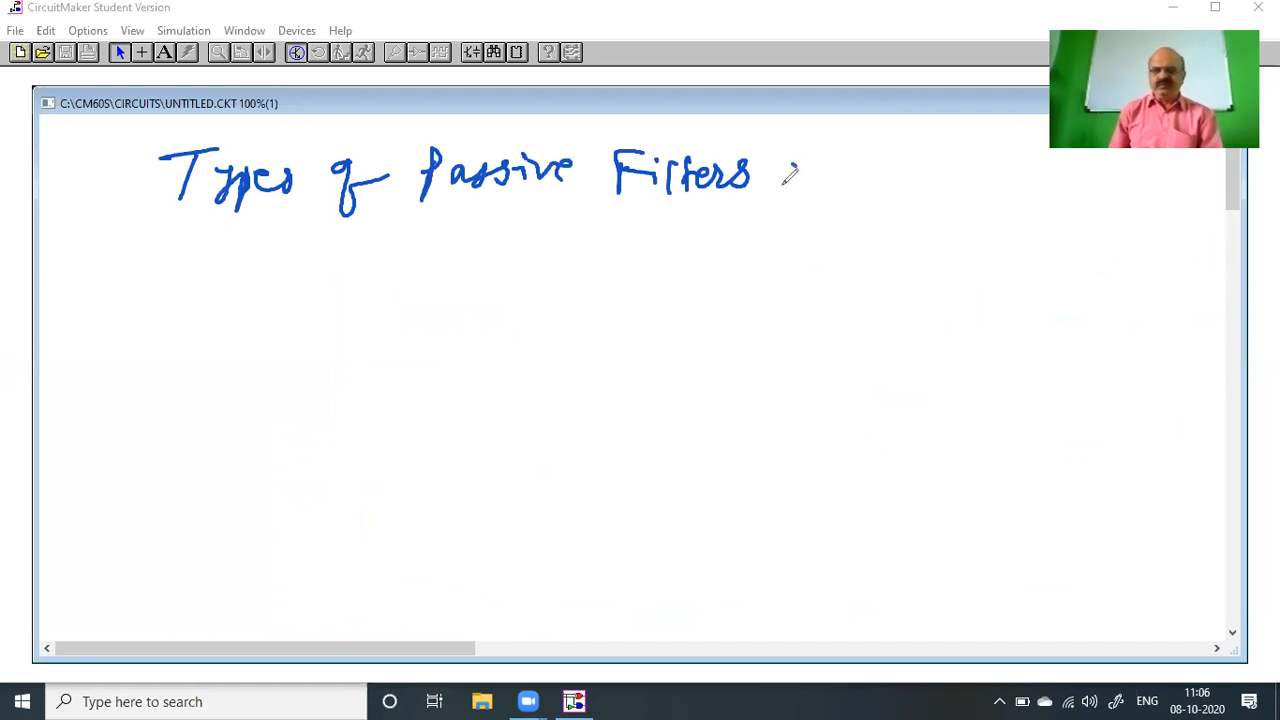 CircuitMaker Student Version
File Edit Options View Simulation Window Devices Help
C:\CM60S\CIRCUITS\UNTITLED.CKT 100%(1)
Types of Passive Filters
Type here to search
ENG
11:06
08-10-2020